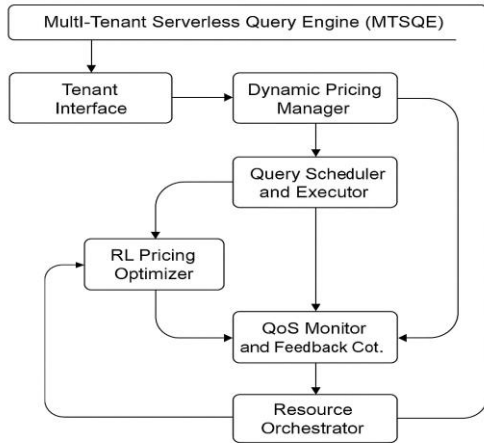 MultI-Tenant Serverless Query Engine (MTSQE)
Tenant
Interface
Dynamic Pricing
Manager
Query Scheduler
and Executor
RL Pricing
Optimizer
QoS Monitor
and Feedback Cot.
Resource
Orchestrator